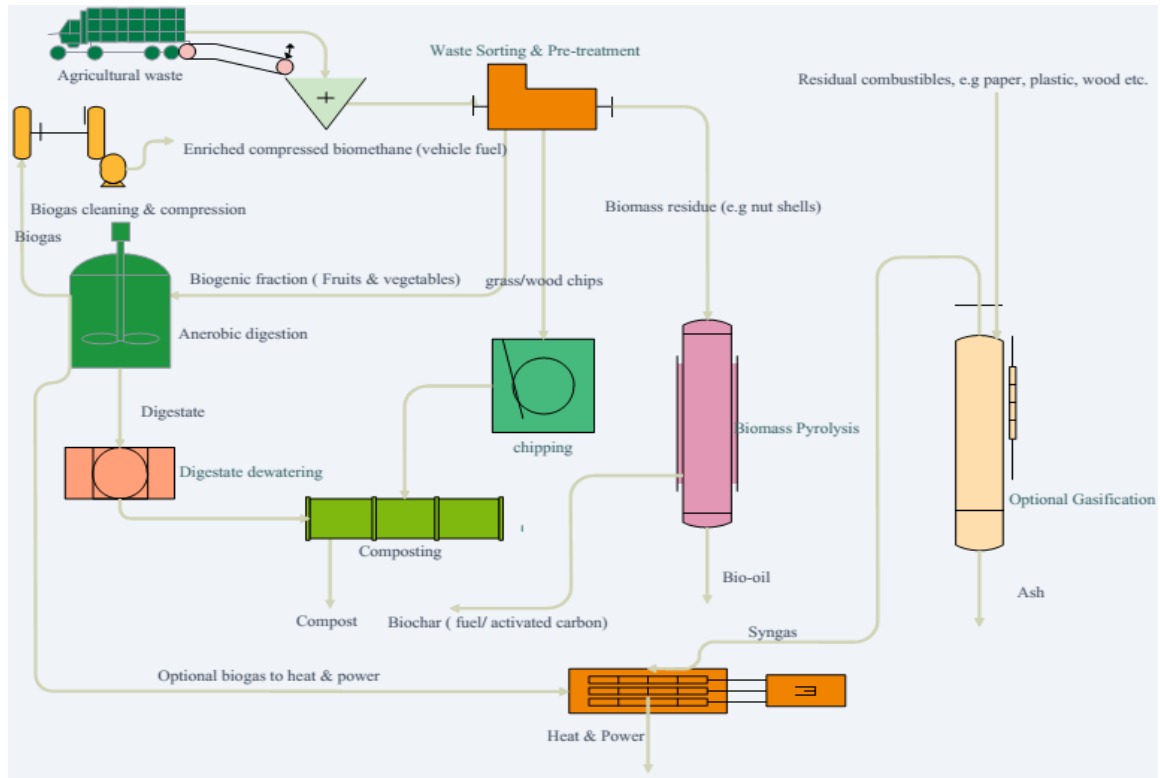 Waste Sorting & Pre-treatment
Agricultural waste
Residual combustibles, e.g paper, plastic, wood etc.
Enriched compressed biomethane (vehicle fuel)
Biogas cleaning & compression
Biomass residue (e.g nut shells)
Biogas
Biogenic fraction ( Fruits & vegetables)
grass/wood chips
Anerobic digestion
Digestate
Biomass Pyrolysis
chipping
Digestate dewatering
Optional Gasification
Composting
Bio-oil
Ash
Compost
Biochar ( fuel/ activated carbon)
Syngas
Optional biogas to heat & power
Heat & Power